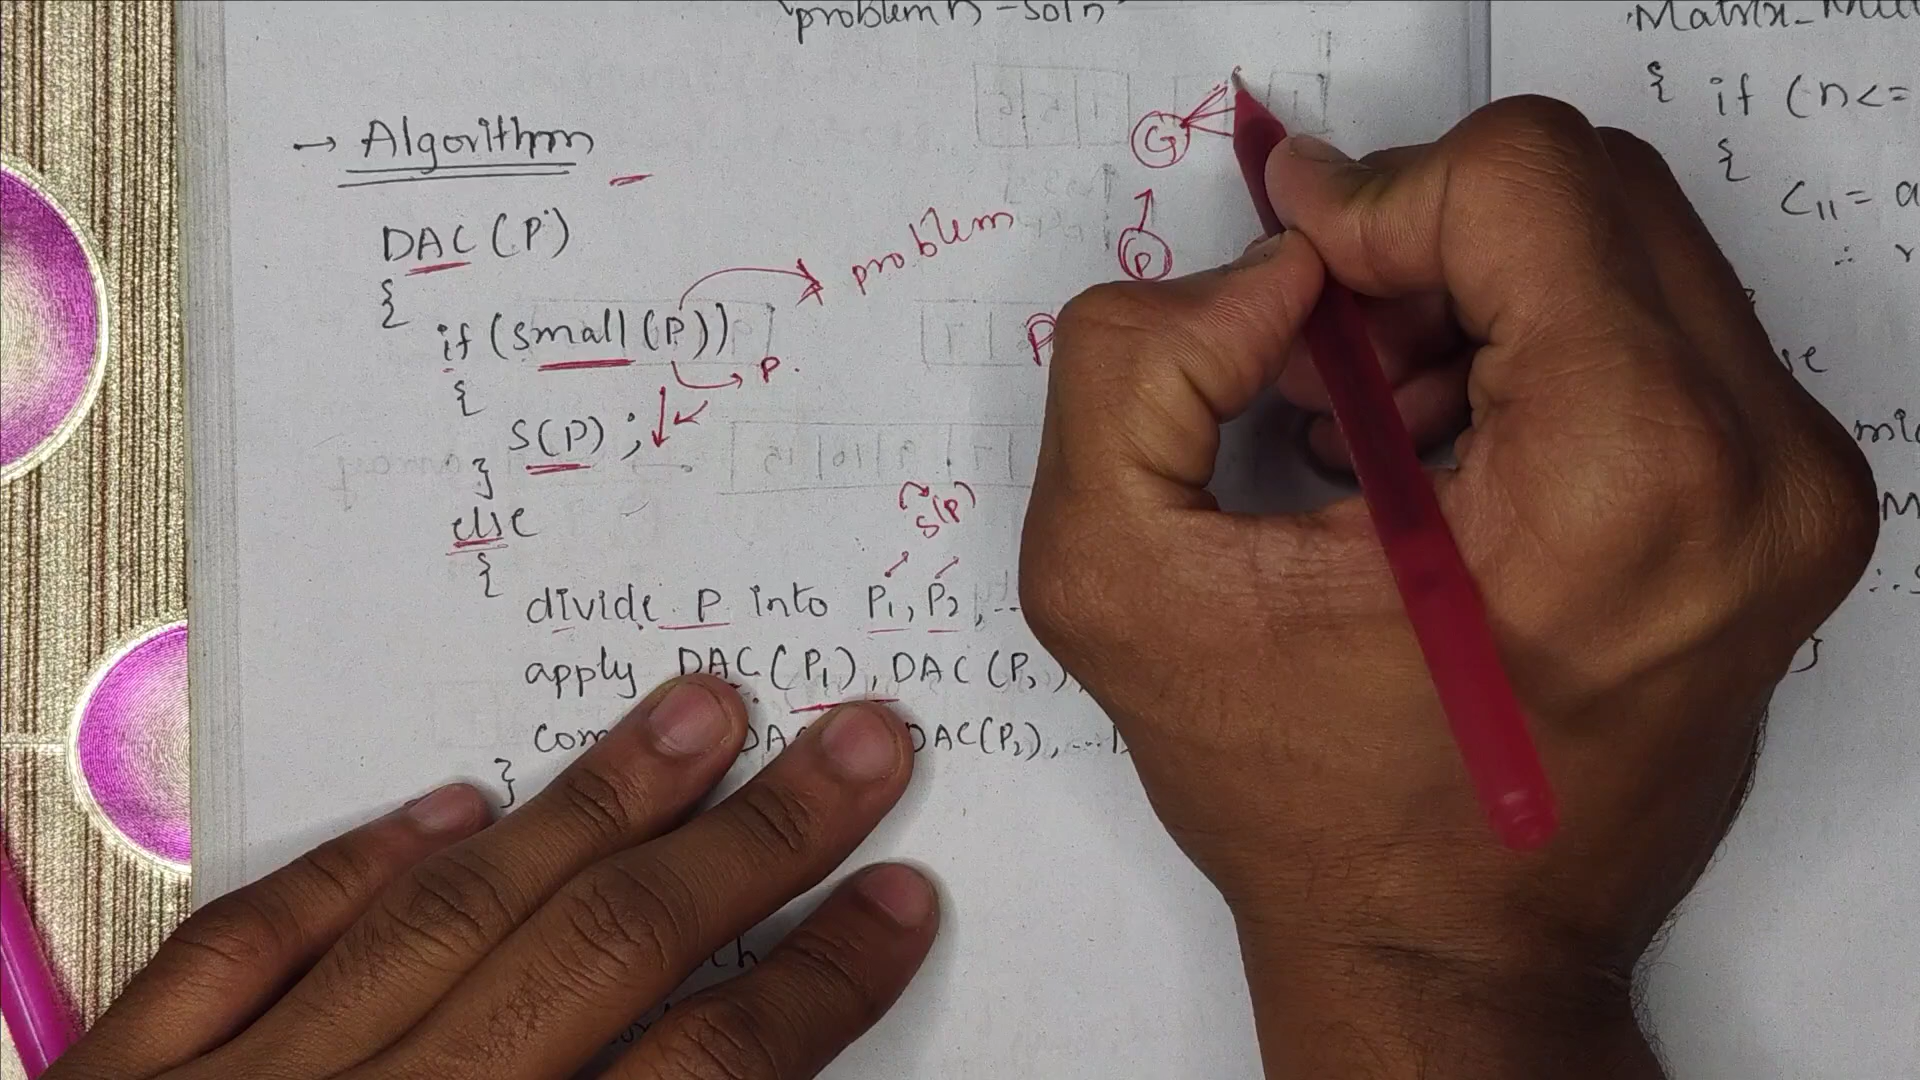 problem n - soln
→ Algorithm
DAC (P)
{
if (small (P))
problem
P.
{
S(P) ;
}
else
{
S(P)
divide P into P1, P2, ...
apply DAC (P1), DAC (P2),
DAC(P2), ...
}
G
P
P
{ if (n<=
{
C11 =
}